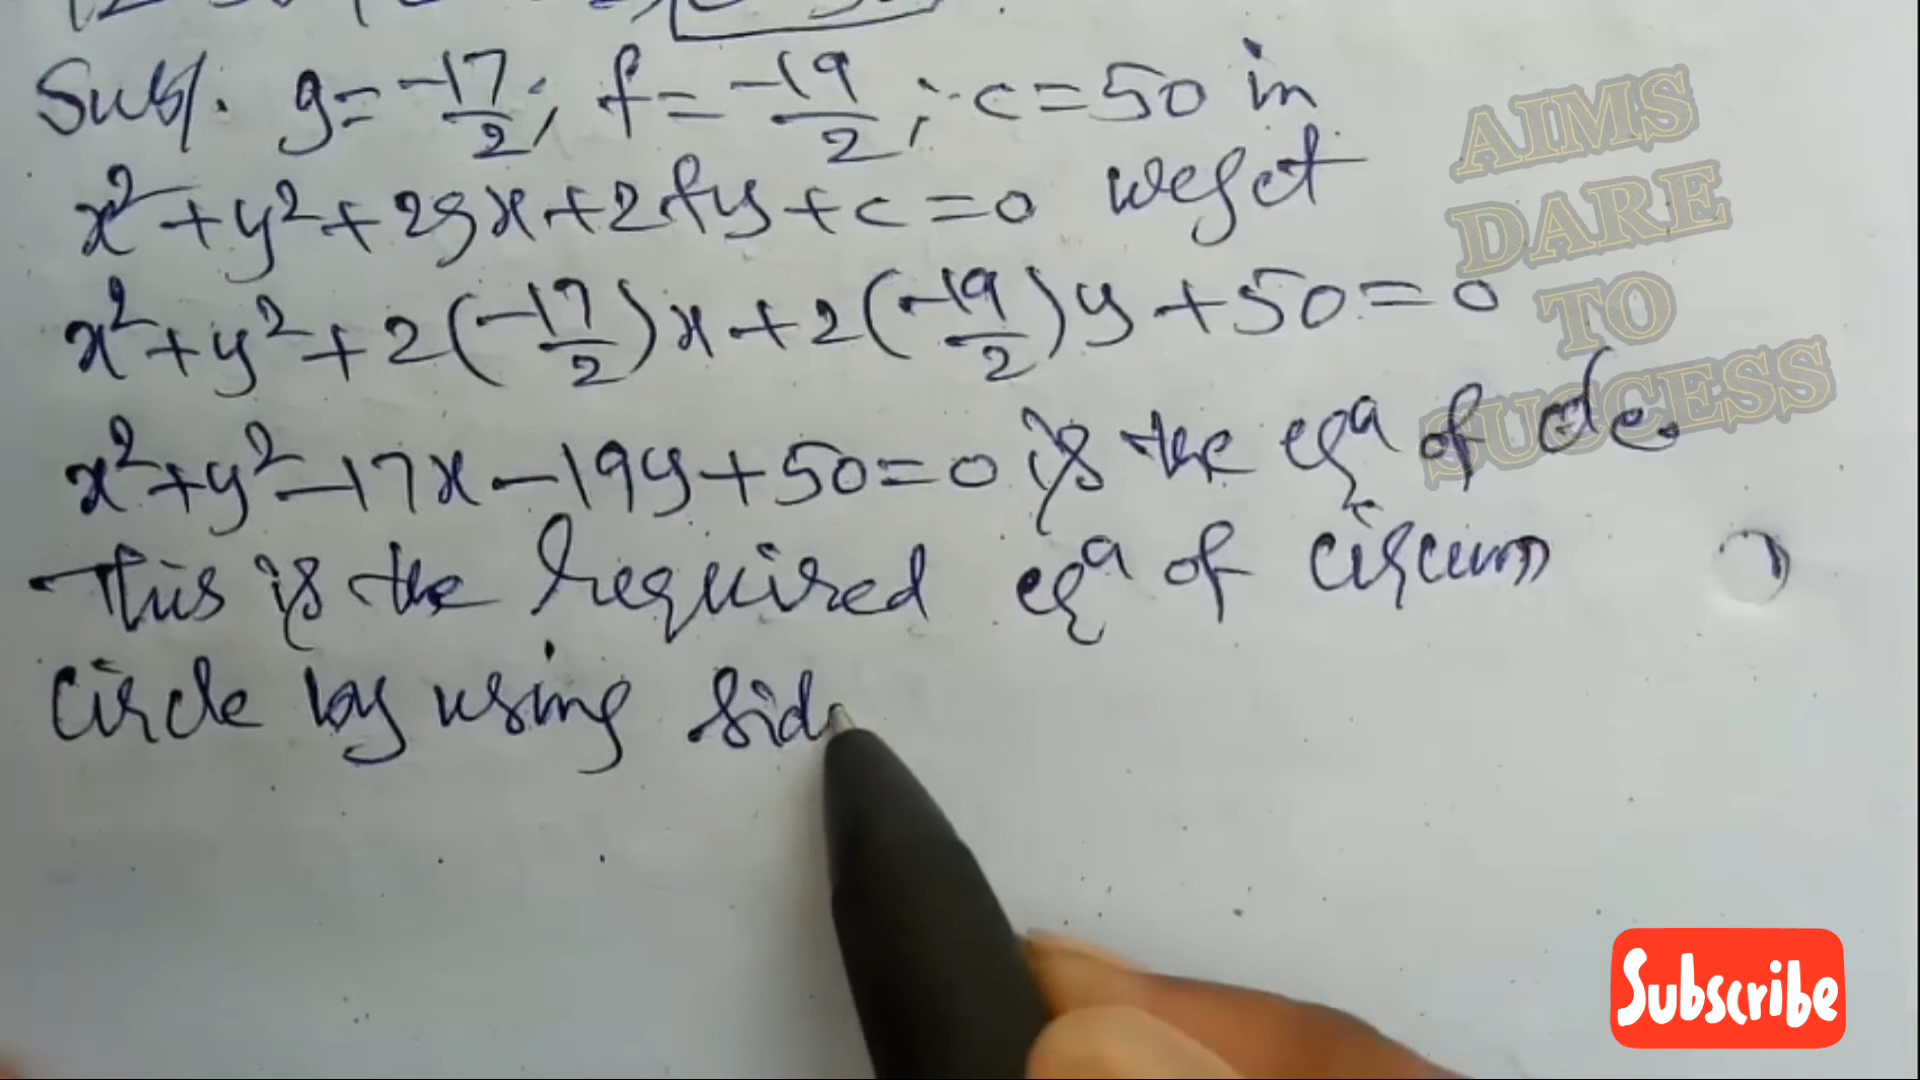 Sub/. g = -17/2; f = -19/2; c = 50 in
x² + y² + 2gx + 2fy + c = 0 we get
x² + y² + 2(-17/2)x + 2(-19/2)y + 50 = 0
x² + y² - 17x - 19y + 50 = 0 is the eqn of
This is the required eqn of circum
circle by using side
AIMS
DARE
TO
SUCCESS
Subscribe